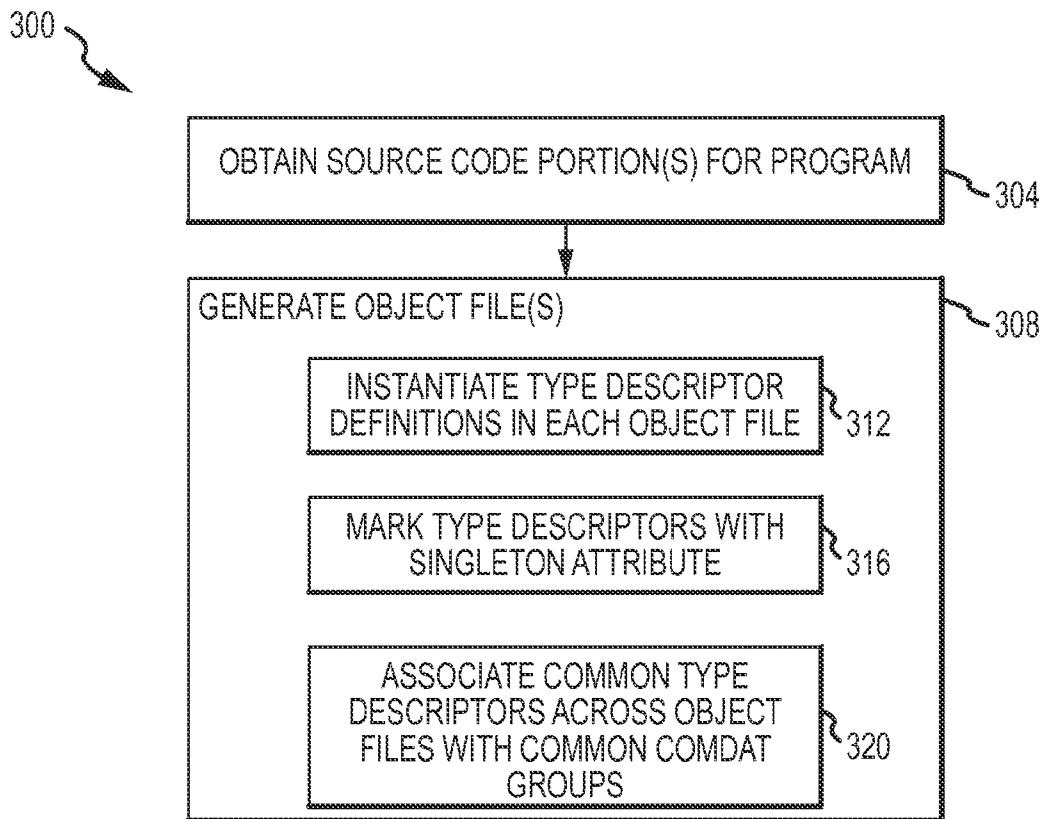 300
OBTAIN SOURCE CODE PORTION(S) FOR PROGRAM
304
GENERATE OBJECT FILE(S)
308
INSTANTIATE TYPE DESCRIPTOR
DEFINITIONS IN EACH OBJECT FILE
312
MARK TYPE DESCRIPTORS WITH
SINGLETON ATTRIBUTE
316
ASSOCIATE COMMON TYPE
DESCRIPTORS ACROSS OBJECT
FILES WITH COMMON COMDAT
GROUPS
320